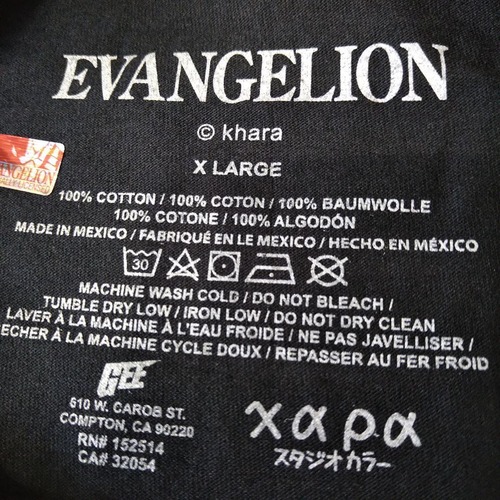 EVANGELION
© khara
X LARGE
100% COTTON / 100% COTON / 100% BAUMWOLLE
100% COTONE / 100% ALGODÓN
MADE IN MEXICO / FABRIQUÉ EN LE MEXICO / HECHO EN MÉXICO
30
MACHINE WASH COLD / DO NOT BLEACH /
TUMBLE DRY LOW / IRON LOW / DO NOT DRY CLEAN
LAVER À LA MACHINE À L'EAU FROIDE / NE PAS JAVELLISER /
ECHER À LA MACHINE CYCLE DOUX / REPASSER AU FER FROID
GEE
610 W. CAROB ST.
COMPTON, CA 90220
RN# 152514
CA# 32054
χαρα
スタジオカラー